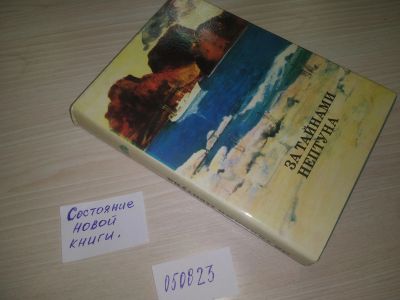 ЗА ТАЙНАМИ
НЕПТУНА
Состояние
новой
книги.
050823